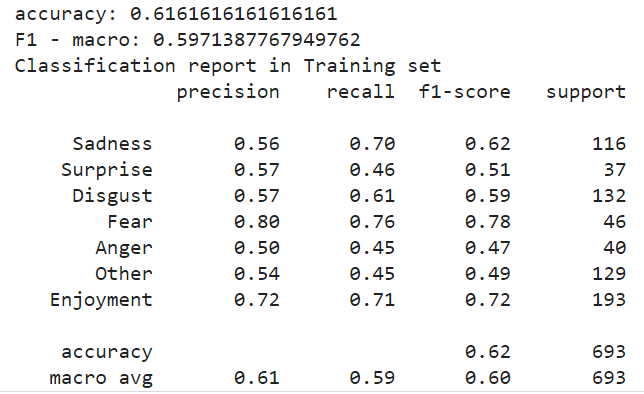 accuracy: 0.6161616161616161
F1 - macro: 0.5971387767949762
Classification report in Training set
precision recall f1-score support
Sadness 0.56 0.70 0.62 116
Surprise 0.57 0.46 0.51 37
Disgust 0.57 0.61 0.59 132
Fear 0.80 0.76 0.78 46
Anger 0.50 0.45 0.47 40
Other 0.54 0.45 0.49 129
Enjoyment 0.72 0.71 0.72 193
accuracy 0.62 693
macro avg 0.61 0.59 0.60 693